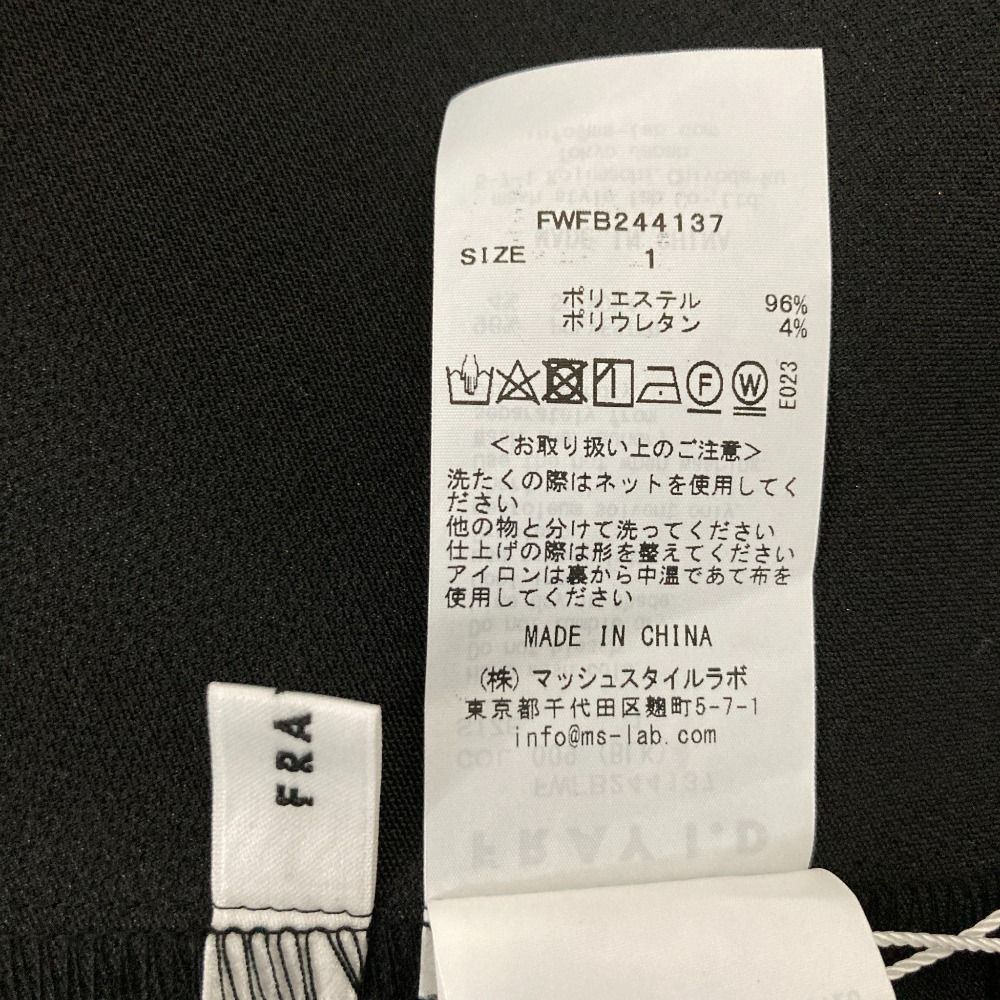 FWFB244137
SIZE 1
ポリエステル 96%
ポリウレタン 4%
F W E023
<お取り扱い上のご注意>
洗たくの際はネットを使用してく
ださい
他の物と分けて洗ってください
仕上げの際は形を整えてください
アイロンは裏から中温であて布を
使用してください
MADE IN CHINA
(株) マッシュスタイルラボ
東京都千代田区麹町5-7-1
info@ms-lab.com
FRA